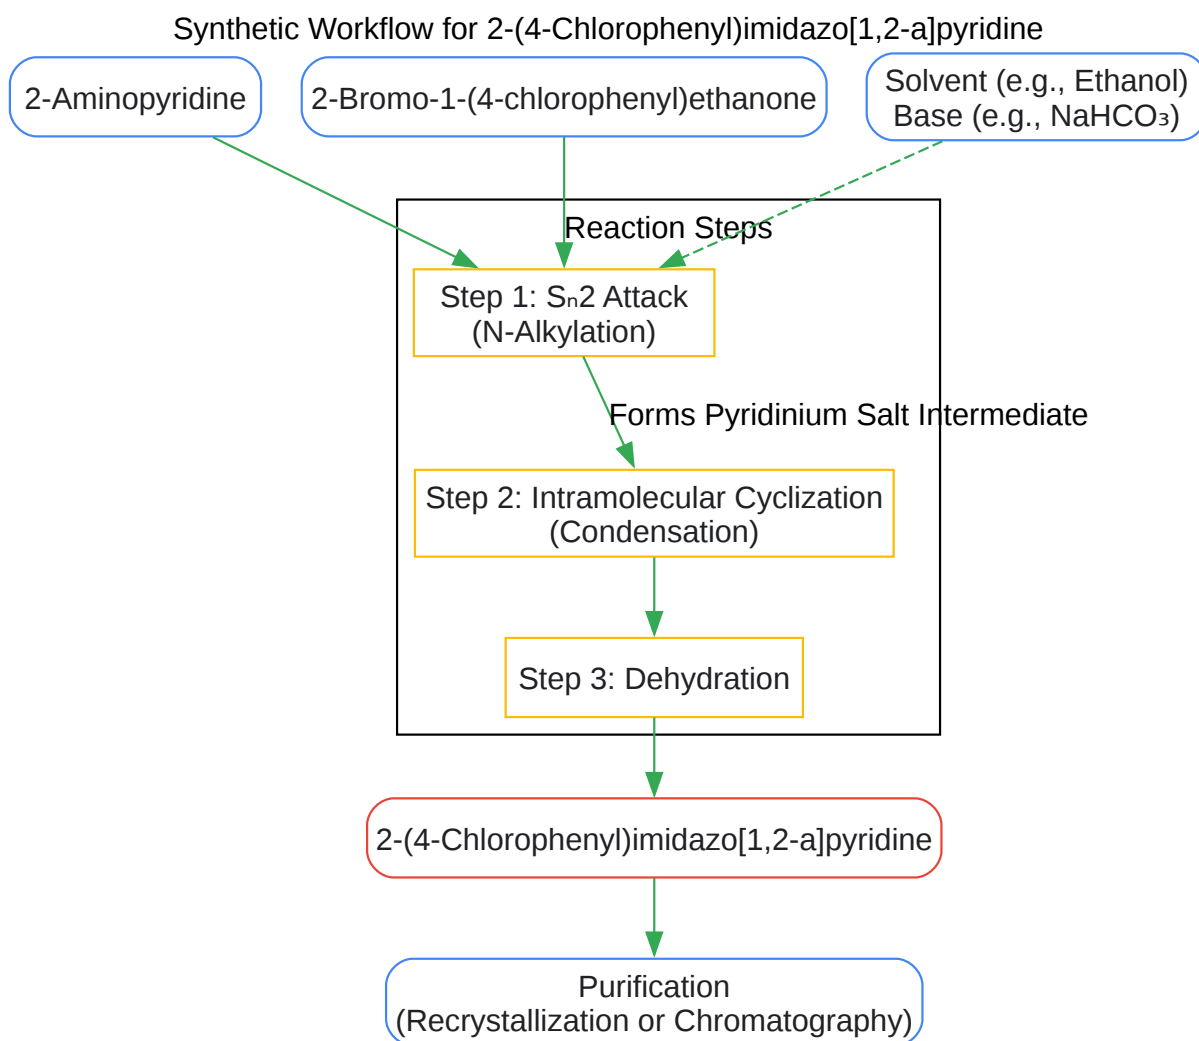 Synthetic Workflow for 2-(4-Chlorophenyl)imidazo[1,2-a]pyridine
2-Aminopyridine
2-Bromo-1-(4-chlorophenyl)ethanone
Solvent (e.g., Ethanol)
Base (e.g., NaHCO₃)
Reaction Steps
Step 1: Sₙ2 Attack
(N-Alkylation)
Forms Pyridinium Salt Intermediate
Step 2: Intramolecular Cyclization
(Condensation)
Step 3: Dehydration
2-(4-Chlorophenyl)imidazo[1,2-a]pyridine
Purification
(Recrystallization or Chromatography)